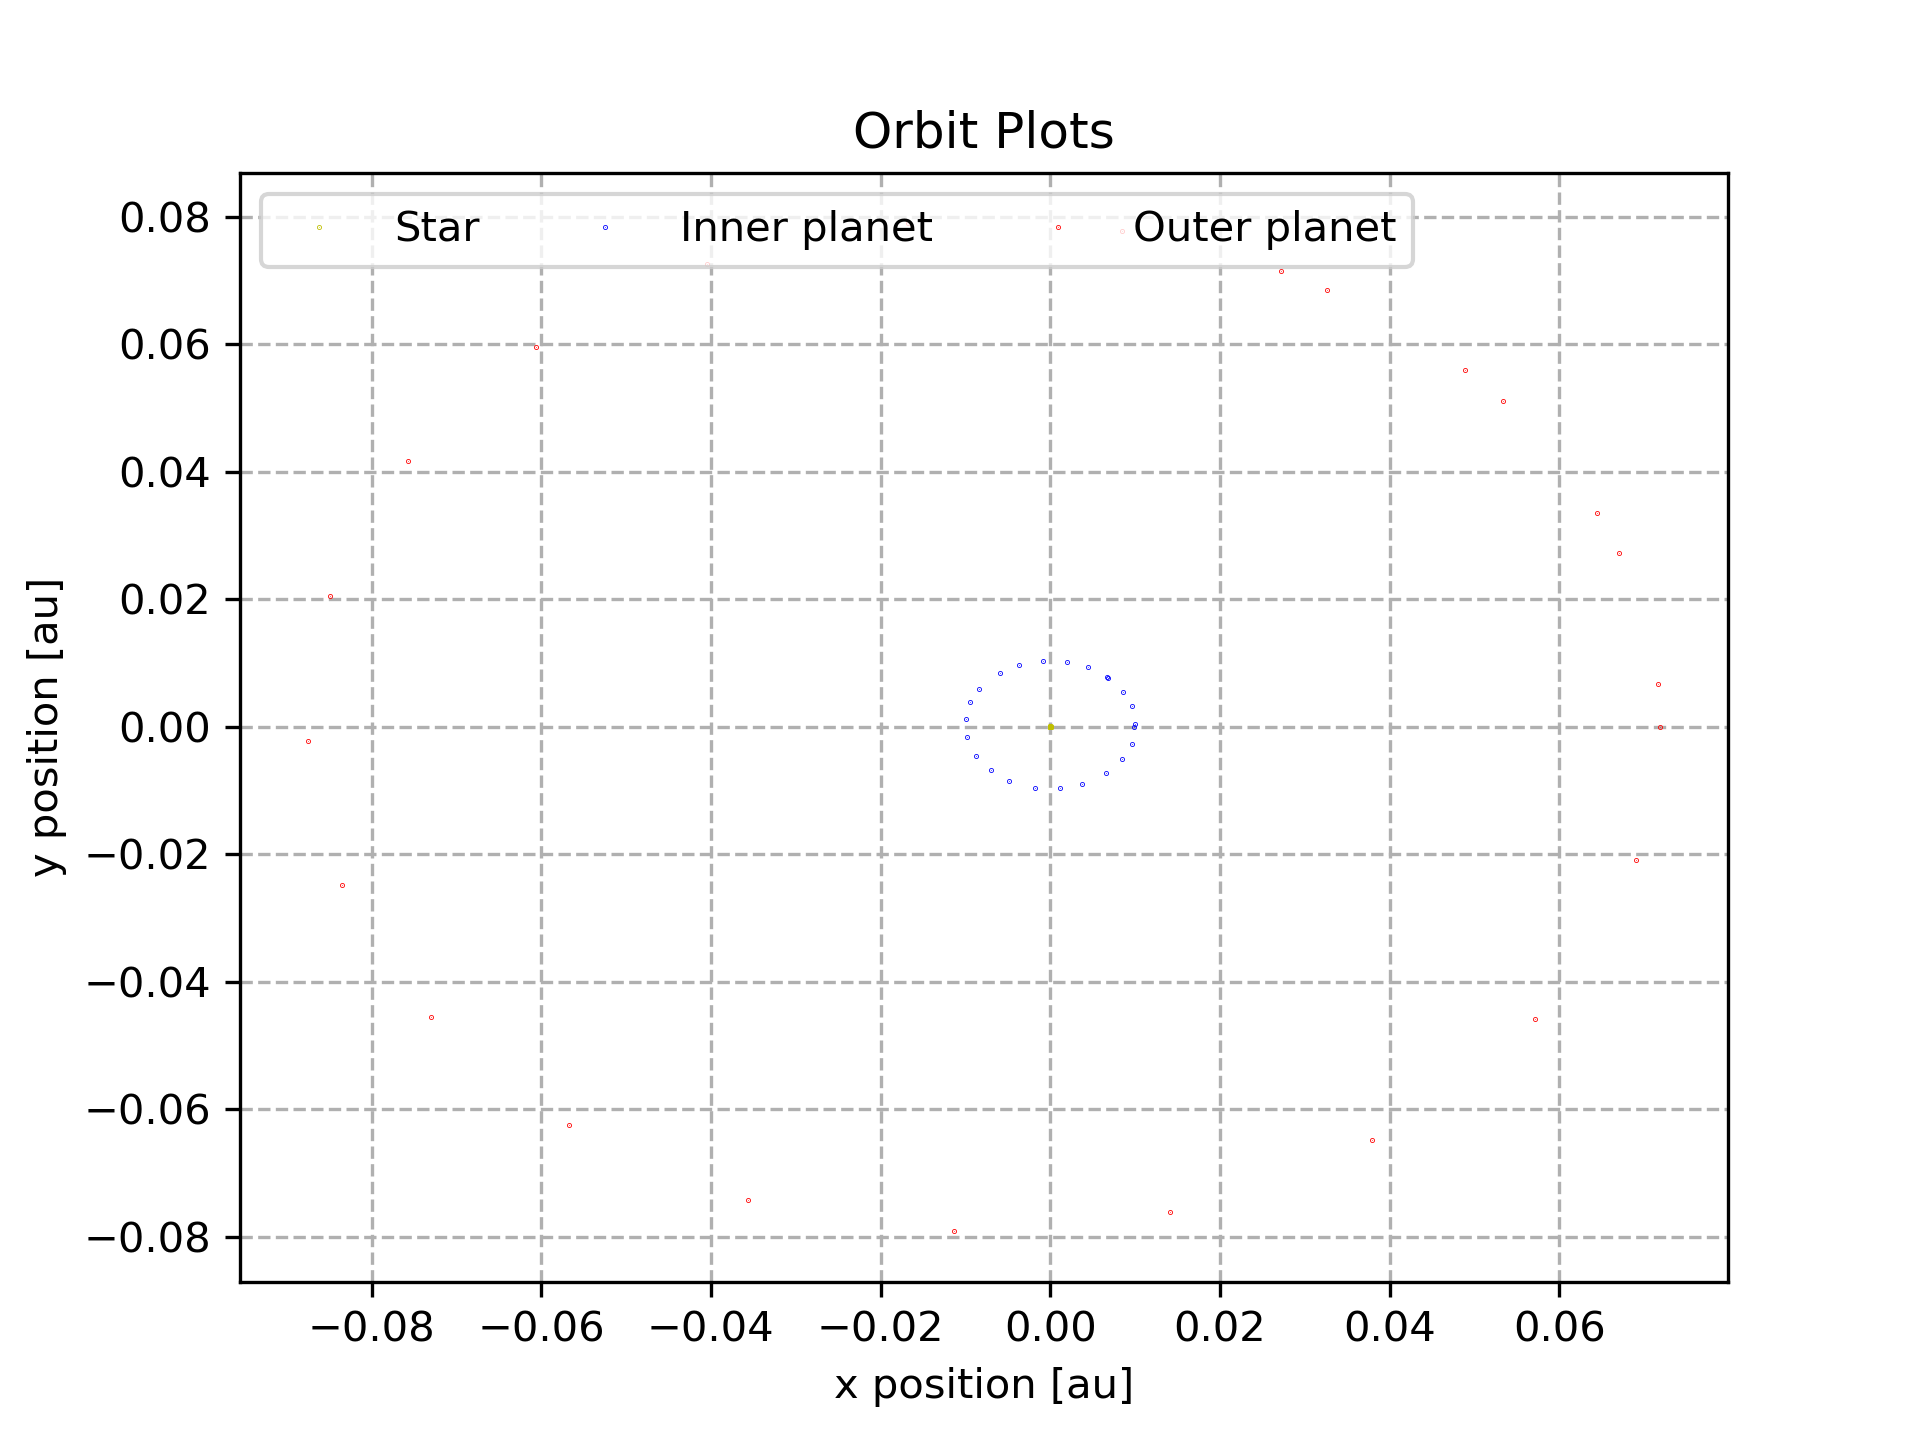 Orbit Plots
Star Inner planet Outer planet
0.08
0.06
0.04
0.02
0.00
−0.02
−0.04
−0.06
−0.08
y position [au]
−0.08 −0.06 −0.04 −0.02 0.00 0.02 0.04 0.06
x position [au]